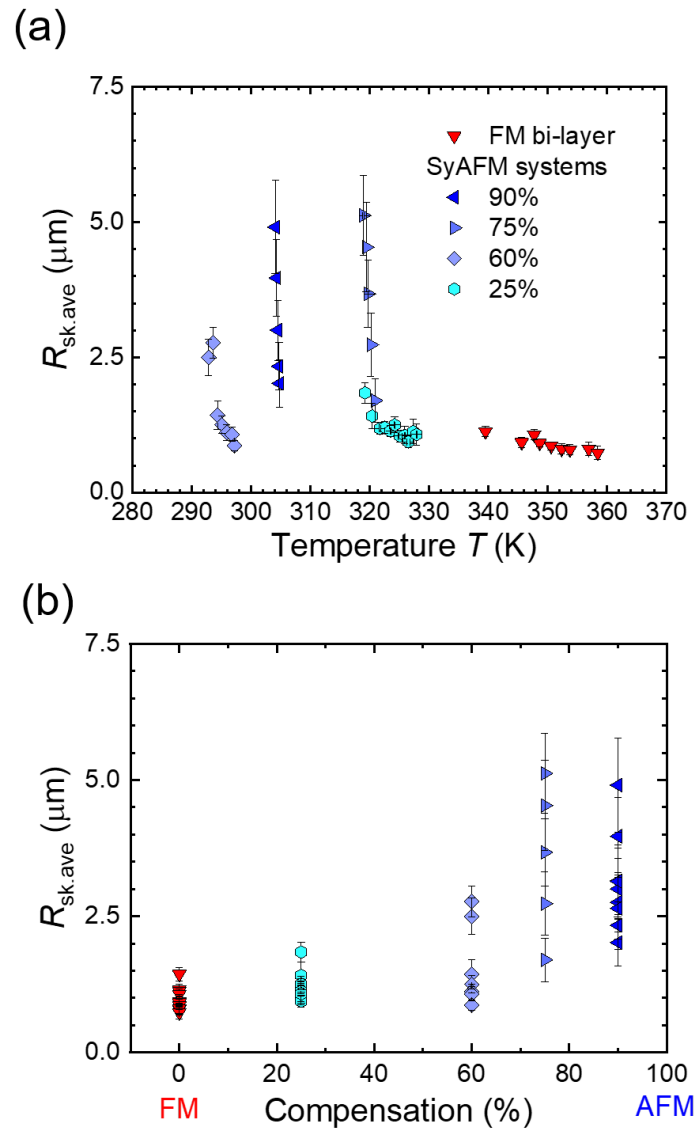 (a)
7.5
5.0
2.5
0.0
R_sk.ave (μm)
FM bi-layer
SyAFM systems
90%
75%
60%
25%
280 290 300 310 320 330 340 350 360 370
Temperature T (K)
(b)
7.5
5.0
2.5
0.0
R_sk.ave (μm)
0 20 40 60 80 100
FM Compensation (%) AFM